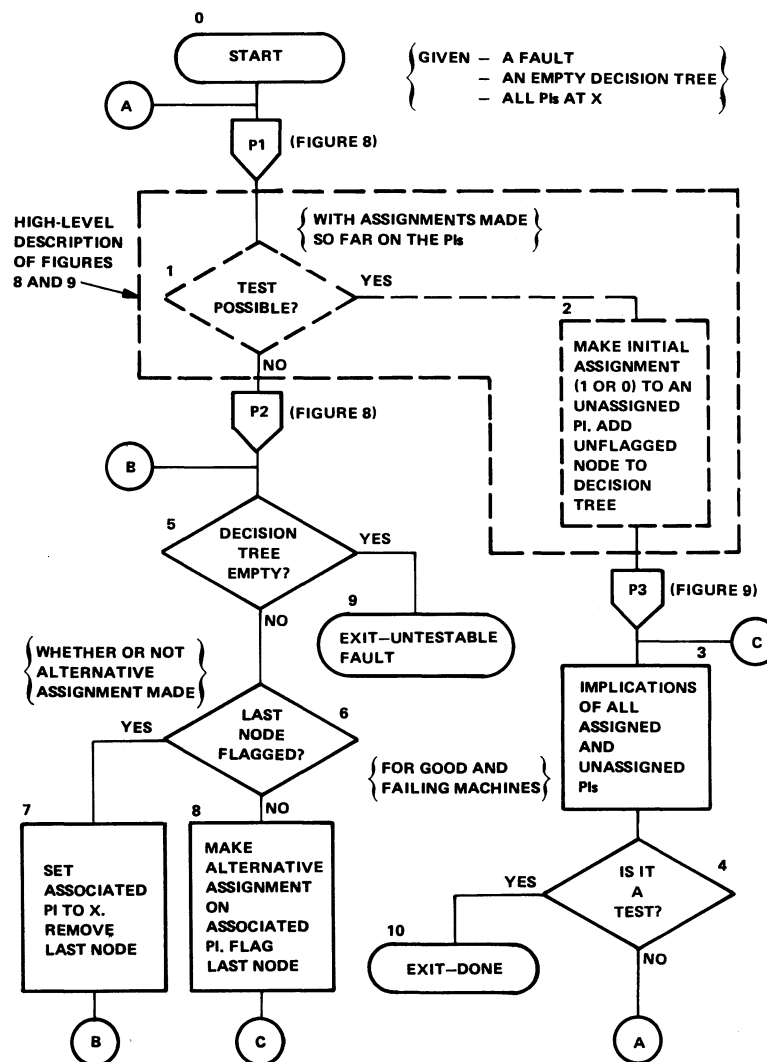 0
START
GIVEN — A FAULT
— AN EMPTY DECISION TREE
— ALL PIs AT X
A
P1
(FIGURE 8)
HIGH-LEVEL
DESCRIPTION
OF FIGURES
8 AND 9
WITH ASSIGNMENTS MADE
SO FAR ON THE PIs
1
TEST
POSSIBLE?
YES
NO
2
MAKE INITIAL
ASSIGNMENT
(1 OR 0) TO AN
UNASSIGNED
PI. ADD
UNFLAGGED
NODE TO
DECISION
TREE
P2
(FIGURE 8)
B
5
DECISION
TREE
EMPTY?
YES
NO
9
EXIT—UNTESTABLE
FAULT
P3
(FIGURE 9)
C
3
IMPLICATIONS
OF ALL
ASSIGNED
AND
UNASSIGNED
PIs
WHETHER OR NOT
ALTERNATIVE
ASSIGNMENT MADE
6
LAST
NODE
FLAGGED?
YES
NO
FOR GOOD AND
FAILING MACHINES
7
SET
ASSOCIATED
PI TO X.
REMOVE
LAST NODE
8
MAKE
ALTERNATIVE
ASSIGNMENT
ON
ASSOCIATED
PI. FLAG
LAST NODE
4
IS IT
A
TEST?
YES
NO
10
EXIT—DONE
B
C
A